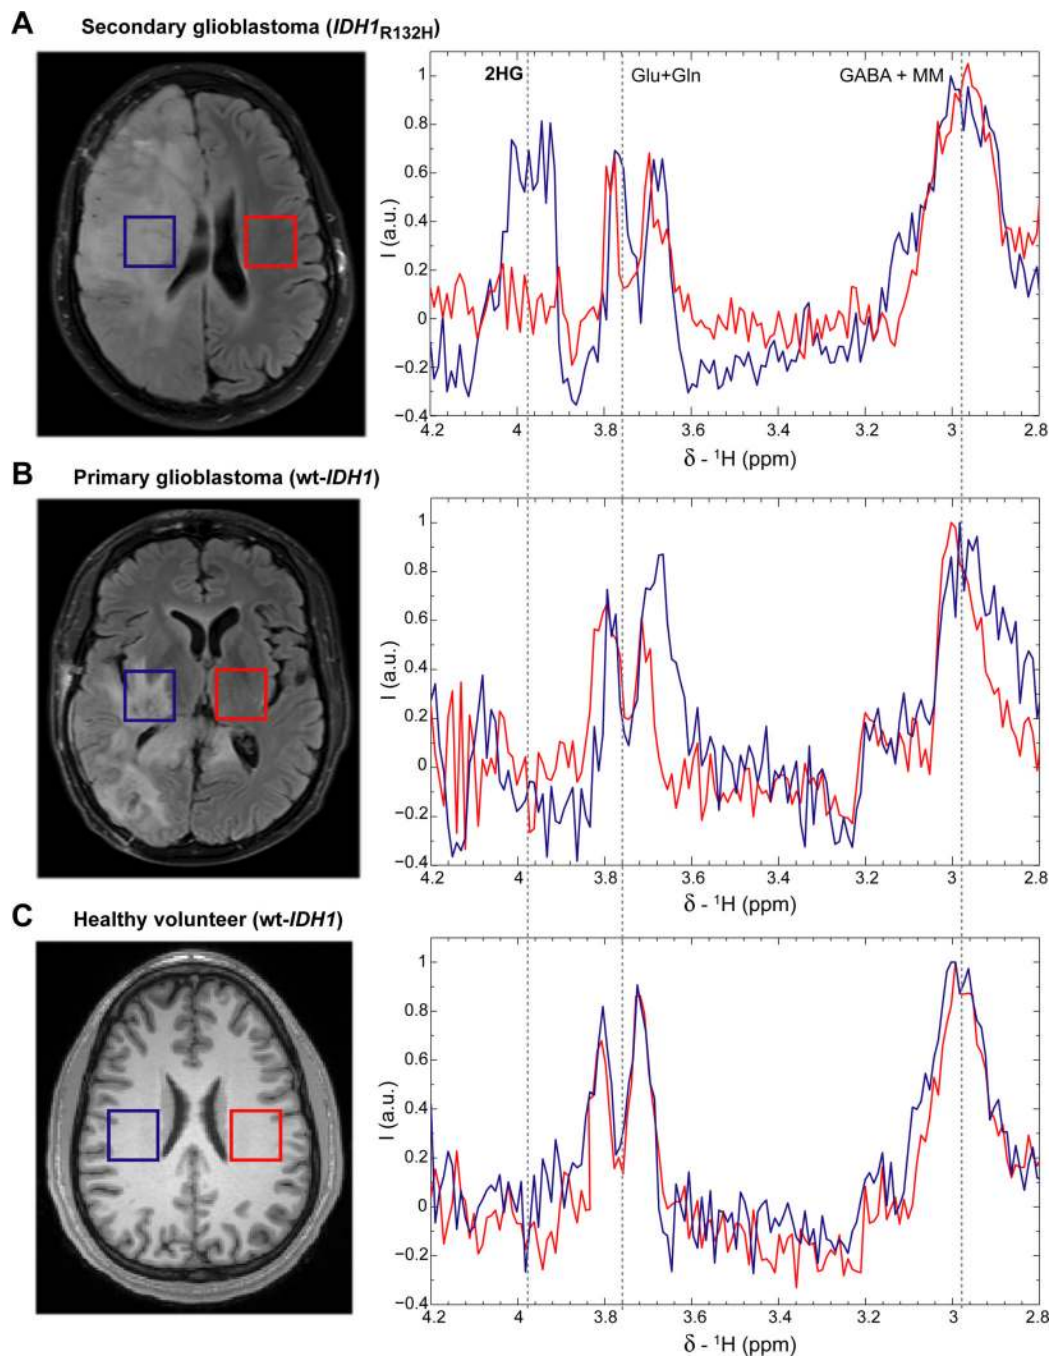 A Secondary glioblastoma (IDH1R132H)
2HG Glu+Gln GABA + MM
I (a.u.)
1
0.8
0.6
0.4
0.2
0
−0.2
−0.4
4.2 4 3.8 3.6 3.4 3.2 3 2.8
δ - ¹H (ppm)
B Primary glioblastoma (wt-IDH1)
I (a.u.)
1
0.8
0.6
0.4
0.2
0
−0.2
−0.4
4.2 4 3.8 3.6 3.4 3.2 3 2.8
δ - ¹H (ppm)
C Healthy volunteer (wt-IDH1)
I (a.u.)
1
0.8
0.6
0.4
0.2
0
−0.2
−0.4
4.2 4 3.8 3.6 3.4 3.2 3 2.8
δ - ¹H (ppm)